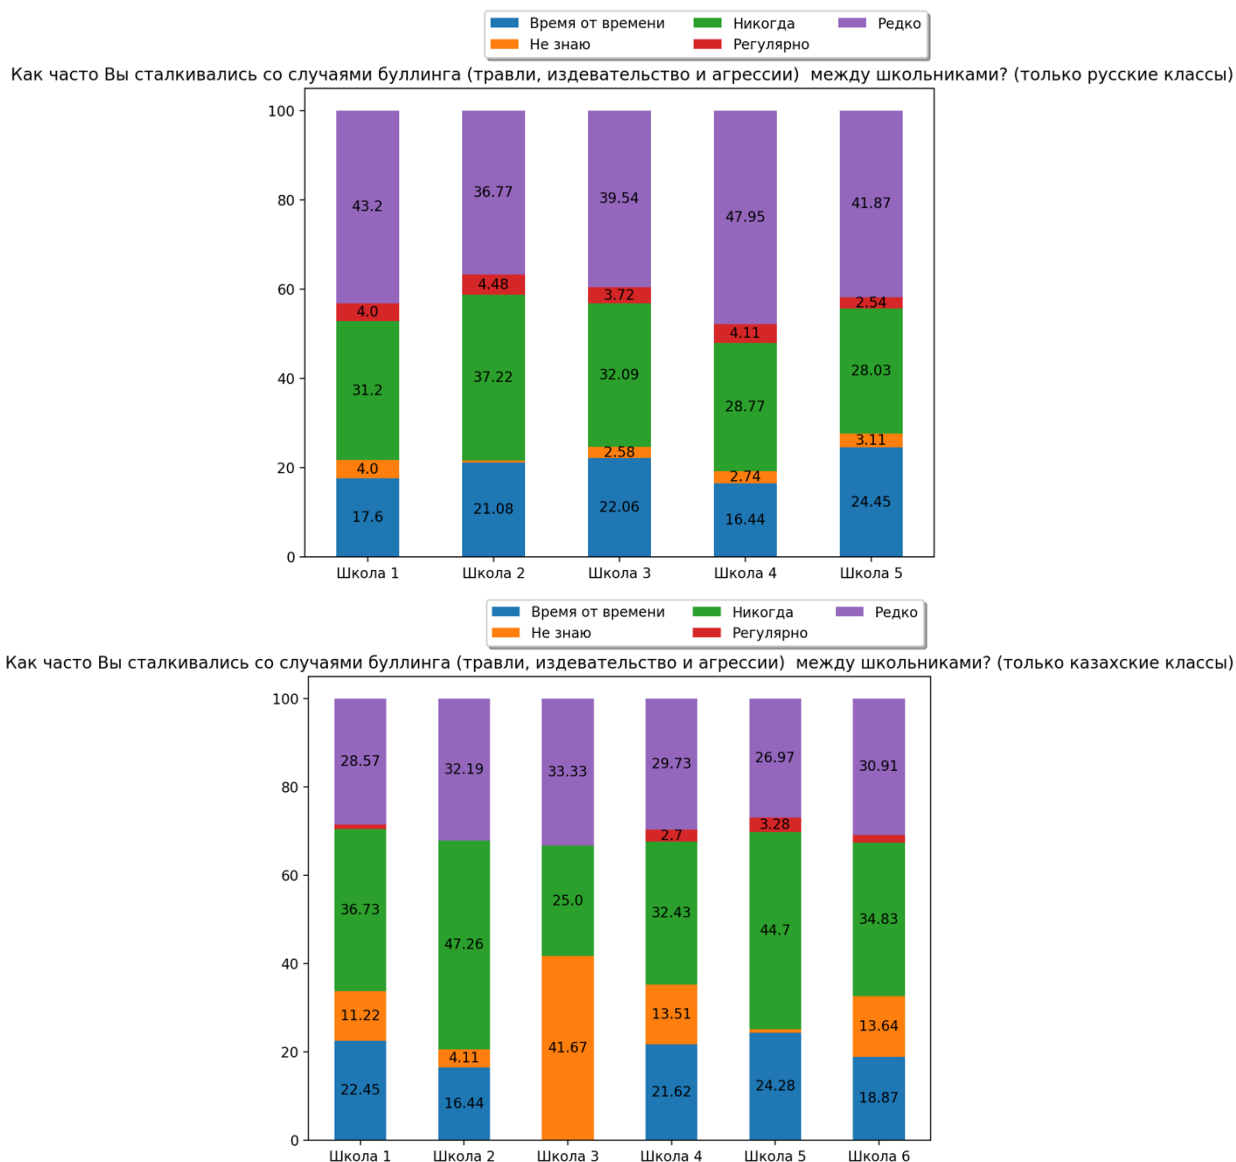 Время от времени Никогда Редко
Не знаю Регулярно
Как часто Вы сталкивались со случаями буллинга (травли, издевательство и агрессии)  между школьниками? (только русские классы)
100
43.2 36.77 39.54 47.95 41.87
80
60
4.0 4.48 3.72 4.11 2.54
40
31.2 37.22 32.09 28.77 28.03
20
4.0 2.58 2.74 3.11
17.6 21.08 22.06 16.44 24.45
0
Школа 1 Школа 2 Школа 3 Школа 4 Школа 5
Время от времени Никогда Редко
Не знаю Регулярно
Как часто Вы сталкивались со случаями буллинга (травли, издевательство и агрессии)  между школьниками? (только казахские классы)
100
28.57 32.19 33.33 29.73 26.97 30.91
80
2.7 3.28
60
36.73 47.26 25.0 32.43 44.7 34.83
40
11.22 4.11 41.67 13.51 13.64
20
22.45 16.44 21.62 24.28 18.87
0
Школа 1 Школа 2 Школа 3 Школа 4 Школа 5 Школа 6